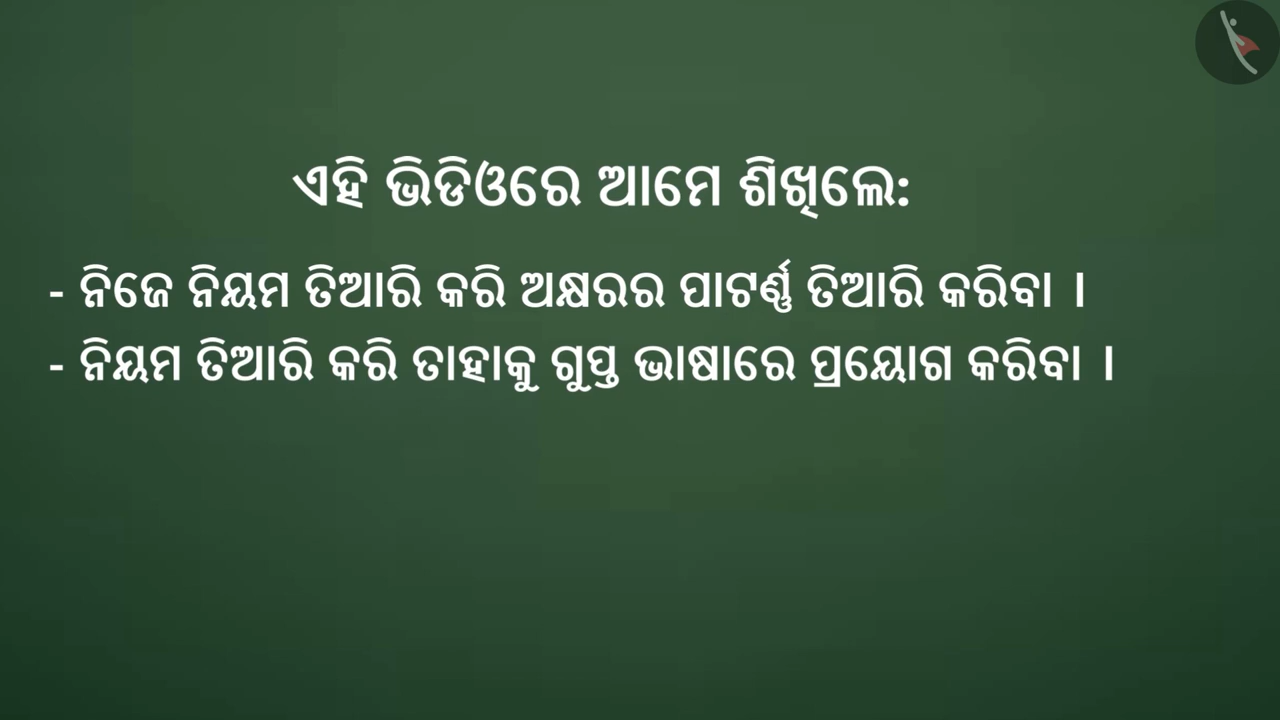 ଏହି ଭିଡିଓରେ ଆମେ ଶିଖିଲେ:
- ନିଜେ ନିୟମ ତିଆରି କରି ଅକ୍ଷରର ପାଟର୍ଣ୍ଣ ତିଆରି କରିବା ।
- ନିୟମ ତିଆରି କରି ତାହାକୁ ଗୁପ୍ତ ଭାଷାରେ ପ୍ରୟୋଗ କରିବା ।